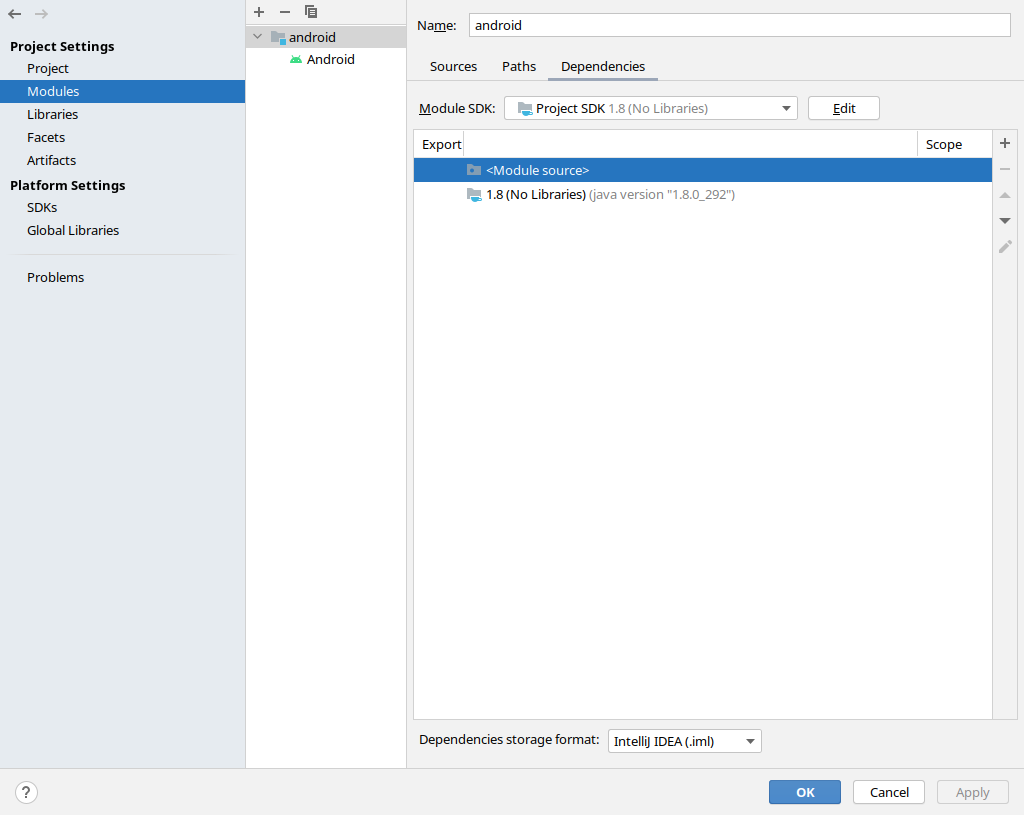 Project Settings
Project
Modules
Libraries
Facets
Artifacts
Platform Settings
SDKs
Global Libraries
Problems
android
Android
Name: android
Sources Paths Dependencies
Module SDK: Project SDK 1.8 (No Libraries) Edit
Export Scope
<Module source>
1.8 (No Libraries) (java version "1.8.0_292")
Dependencies storage format: IntelliJ IDEA (.iml)
? OK Cancel Apply